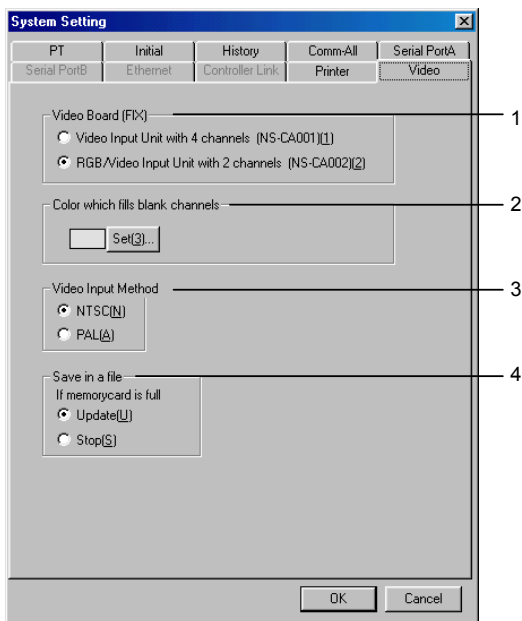 System Setting
PT Initial History Comm-All Serial PortA
Serial PortB Ethernet Controller Link Printer Video
Video Board (FIX) 1
Video Input Unit with 4 channels (NS-CA001)(1)
RGB/Video Input Unit with 2 channels (NS-CA002)(2)
Color which fills blank channels 2
Set(3)...
Video Input Method 3
NTSC(N)
PAL(A)
Save in a file 4
If memorycard is full
Update(U)
Stop(S)
OK Cancel